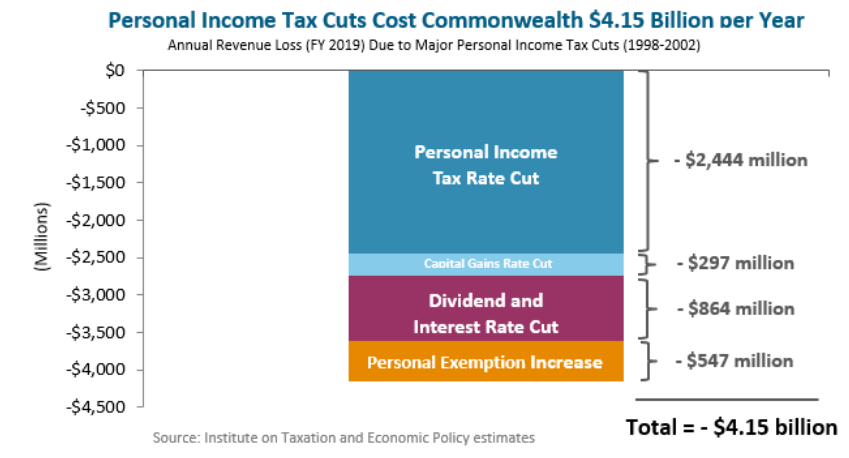 Personal Income Tax Cuts Cost Commonwealth $4.15 Billion per Year
Annual Revenue Loss (FY 2019) Due to Major Personal Income Tax Cuts (1998-2002)
$0
-$500
-$1,000
-$1,500
-$2,000
-$2,500
-$3,000
-$3,500
-$4,000
-$4,500
(Millions)
Personal Income
Tax Rate Cut
Capital Gains Rate Cut
Dividend and
Interest Rate Cut
Personal Exemption Increase
- $2,444 million
- $297 million
- $864 million
- $547 million
Total = - $4.15 billion
Source: Institute on Taxation and Economic Policy estimates